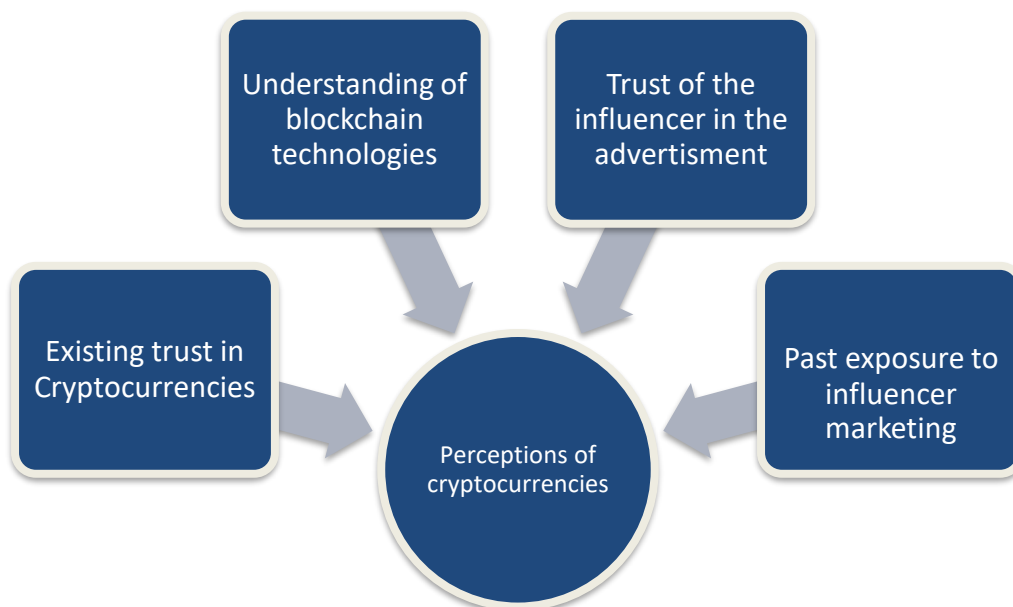 Understanding of
blockchain
technologies
Trust of the
influencer in the
advertisment
Existing trust in
Cryptocurrencies
Past exposure to
influencer
marketing
Perceptions of
cryptocurrencies